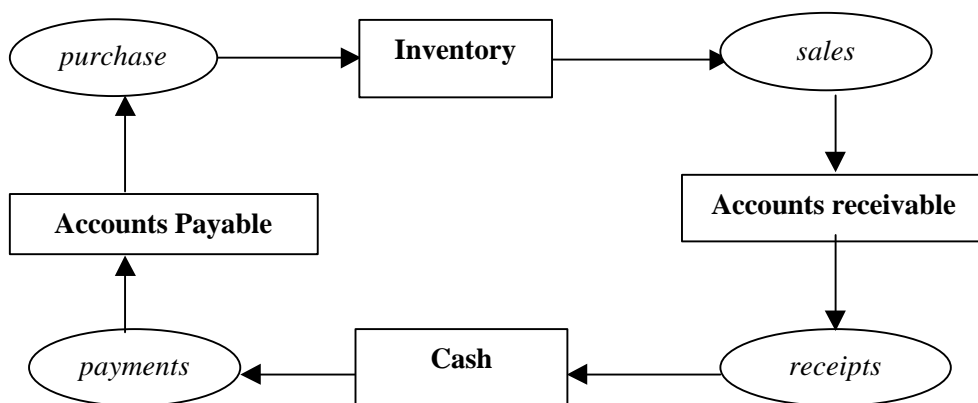 purchase
Inventory
sales
Accounts Payable
Accounts receivable
payments
Cash
receipts